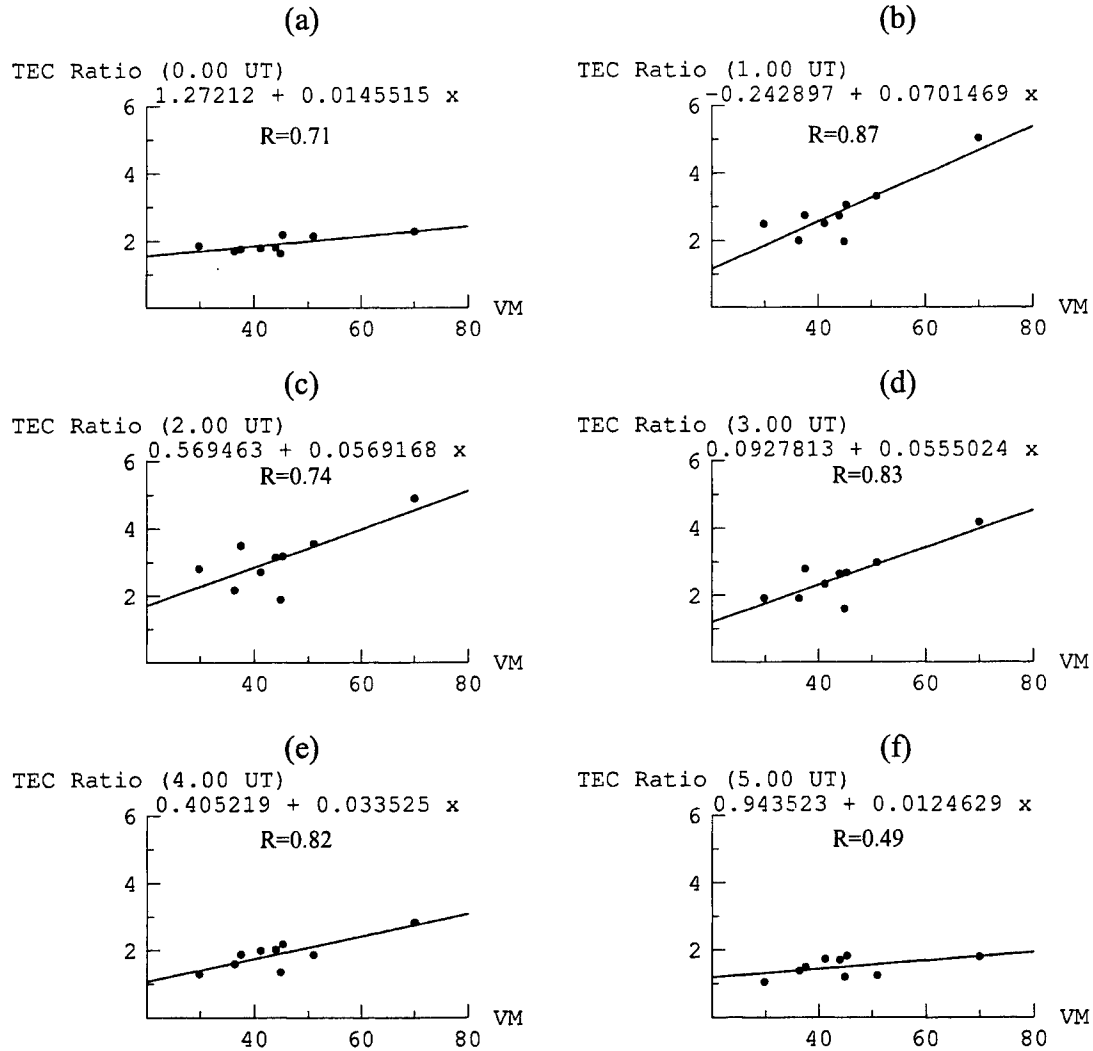 (a)
TEC Ratio (0.00 UT)
1.27212 + 0.0145515 x
R=0.71
6
4
2
40
60
80
VM
(b)
TEC Ratio (1.00 UT)
-0.242897 + 0.0701469 x
R=0.87
6
4
2
40
60
80
VM
(c)
TEC Ratio (2.00 UT)
0.569463 + 0.0569168 x
R=0.74
6
4
2
40
60
80
VM
(d)
TEC Ratio (3.00 UT)
0.0927813 + 0.0555024 x
R=0.83
6
4
2
40
60
80
VM
(e)
TEC Ratio (4.00 UT)
0.405219 + 0.033525 x
R=0.82
6
4
2
40
60
80
VM
(f)
TEC Ratio (5.00 UT)
0.943523 + 0.0124629 x
R=0.49
6
4
2
40
60
80
VM